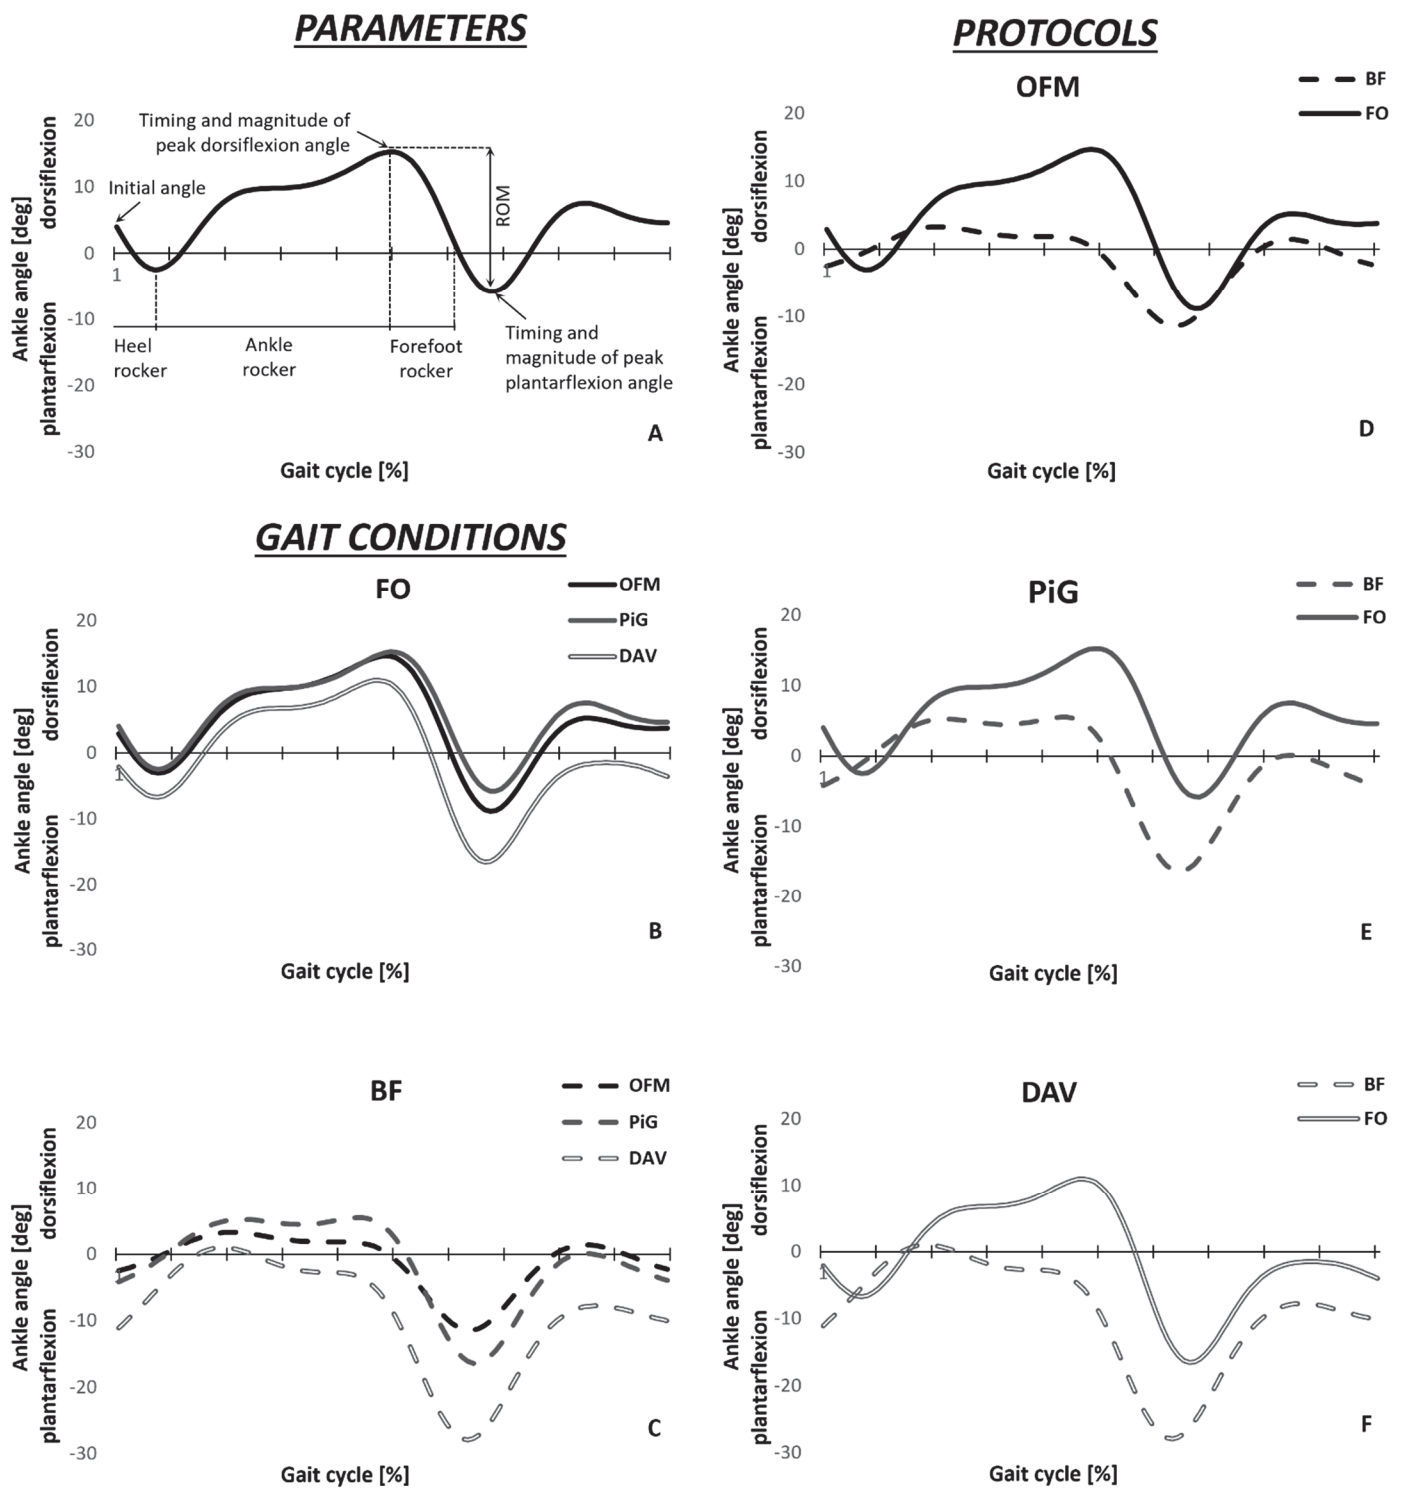 PARAMETERS
20
10
0
-10
-20
-30
Ankle angle [deg]
plantarflexion dorsiflexion
Timing and magnitude of
peak dorsiflexion angle
Initial angle
ROM
1
Heel
rocker
Ankle
rocker
Forefoot
rocker
Timing and
magnitude of peak
plantarflexion angle
A
Gait cycle [%]
PROTOCOLS
OFM
BF
FO
20
10
0
-10
-20
-30
Ankle angle [deg]
plantarflexion dorsiflexion
1
D
Gait cycle [%]
GAIT CONDITIONS
FO
OFM
PiG
DAV
20
10
0
-10
-20
-30
Ankle angle [deg]
plantarflexion dorsiflexion
1
B
Gait cycle [%]
PiG
BF
FO
20
10
0
-10
-20
-30
Ankle angle [deg]
plantarflexion dorsiflexion
1
E
Gait cycle [%]
BF
OFM
PiG
DAV
20
10
0
-10
-20
-30
Ankle angle [deg]
plantarflexion dorsiflexion
1
C
Gait cycle [%]
DAV
BF
FO
20
10
0
-10
-20
-30
Ankle angle [deg]
plantarflexion dorsiflexion
1
F
Gait cycle [%]